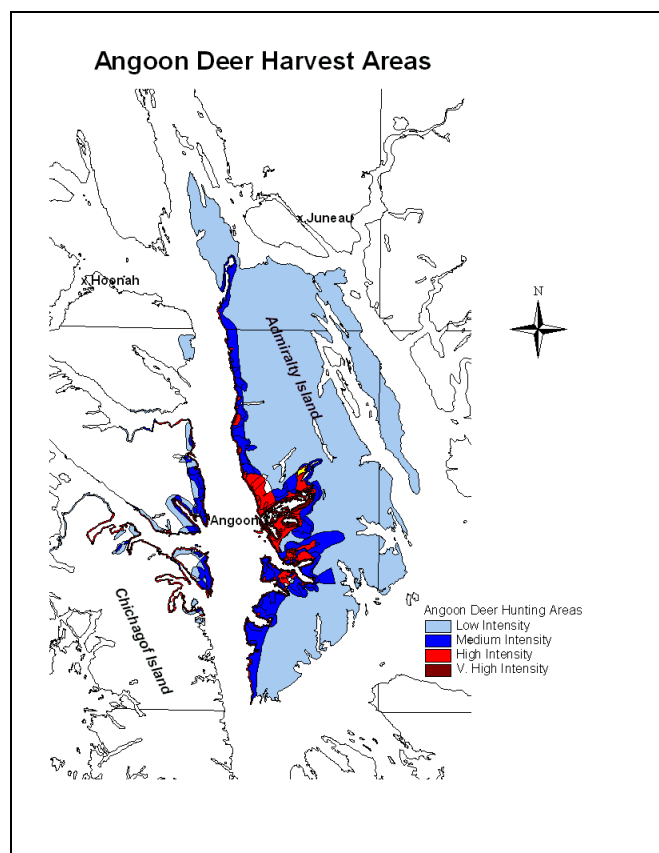 Angoon Deer Harvest Areas
x Juneau
x Hoonah
N
Admiralty Island
Angoon
Chichagof Island
Angoon Deer Hunting Areas
Low Intensity
Medium Intensity
High Intensity
V. High Intensity